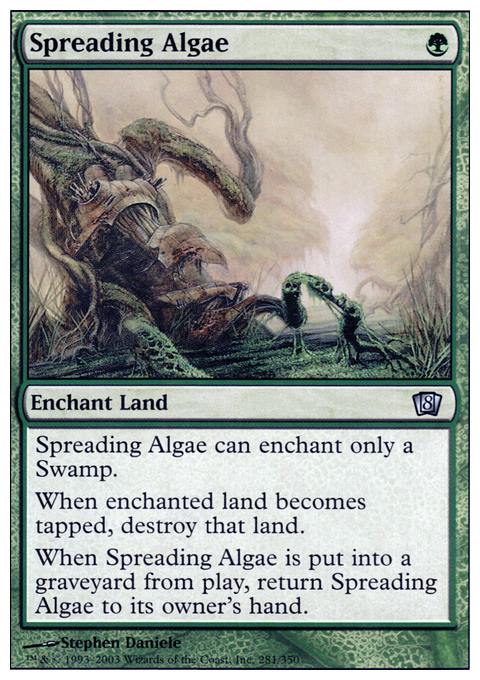 Spreading Algae
Enchant Land
8
Spreading Algae can enchant only a
Swamp.
When enchanted land becomes
tapped, destroy that land.
When Spreading Algae is put into a
graveyard from play, return Spreading
Algae to its owner's hand.
Stephen Daniele
™ & © 1993–2003 Wizards of the Coast, Inc. 281/350